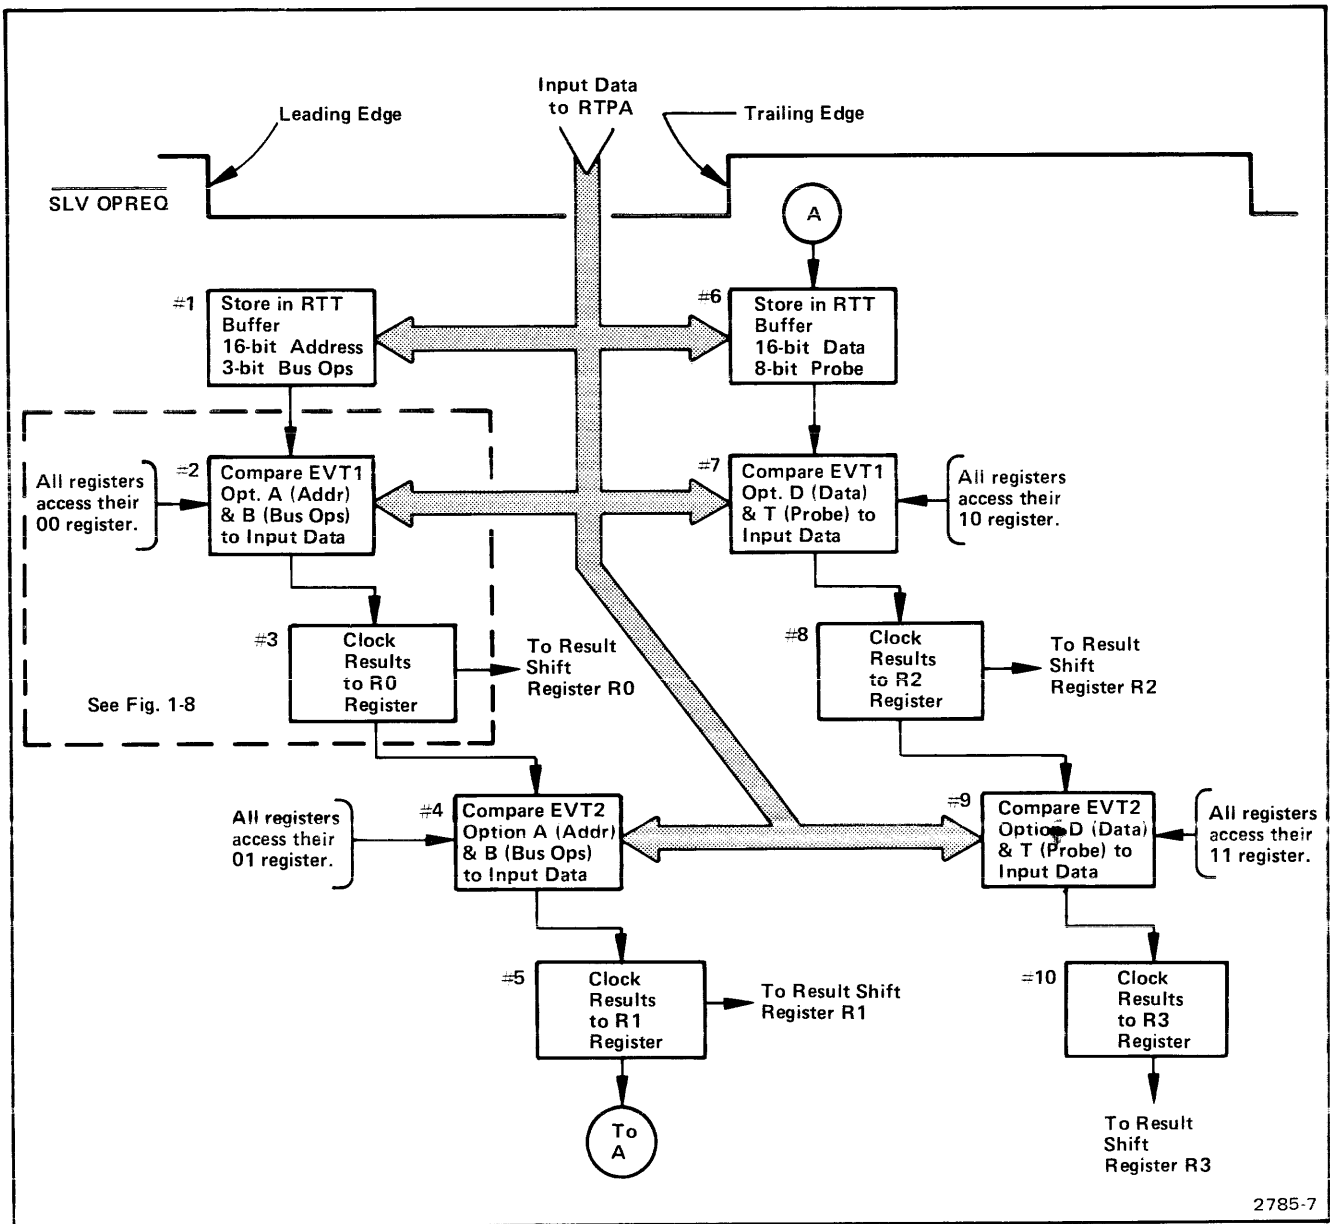 Input Data
to RTPA
Leading Edge
Trailing Edge
SLV OPREQ
A
#1
Store in RTT
Buffer
16-bit Address
3-bit Bus Ops
#6
Store in RTT
Buffer
16-bit Data
8-bit Probe
All registers
access their
00 register.
#2
Compare EVT1
Opt. A (Addr)
& B (Bus Ops)
to Input Data
#7
Compare EVT1
Opt. D (Data)
& T (Probe) to
Input Data
All registers
access their
10 register.
#3
Clock
Results
to R0
Register
To Result
Shift
Register R0
See Fig. 1-8
#8
Clock
Results
to R2
Register
To Result
Shift
Register R2
All registers
access their
01 register.
#4
Compare EVT2
Option A (Addr)
& B (Bus Ops)
to Input Data
#9
Compare EVT2
Option D (Data)
& T (Probe) to
Input Data
All registers
access their
11 register.
#5
Clock
Results
to R1
Register
To Result Shift
Register R1
#10
Clock
Results
to R3
Register
To
A
To Result
Shift
Register R3
2785-7